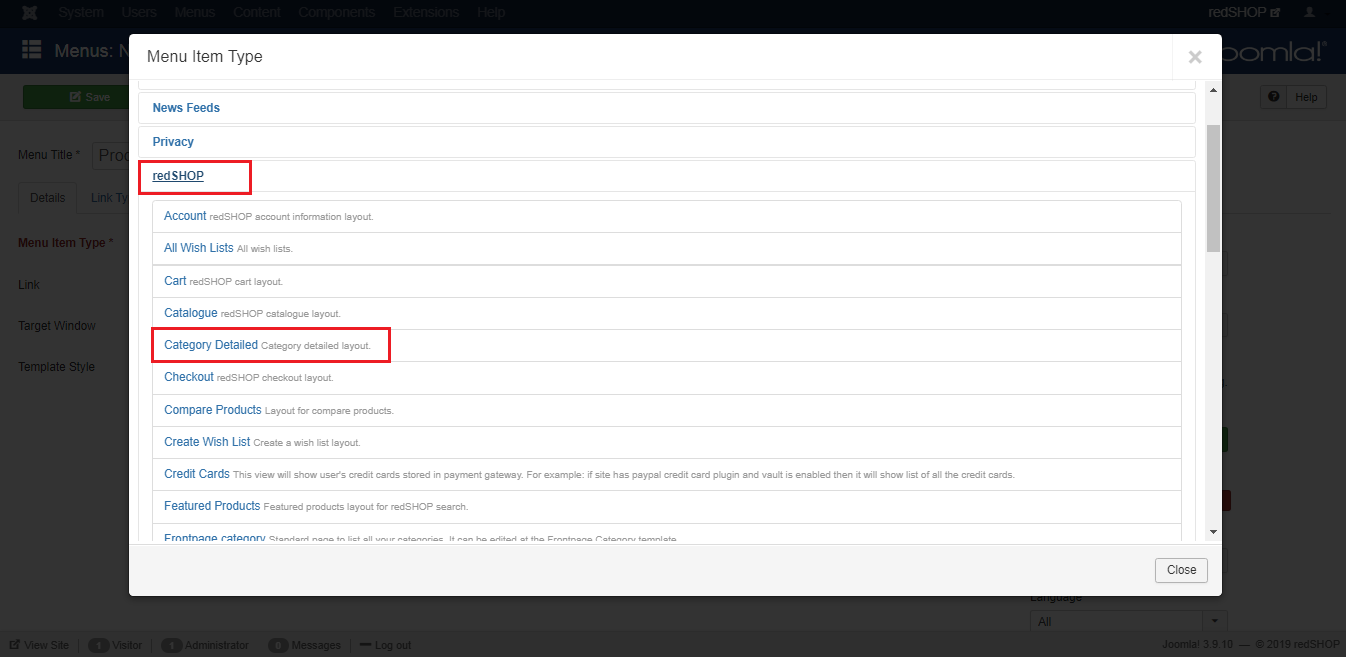 System Users Menus Content Components Extensions Help redSHOP
Menus: N
Joomla!
Menu Item Type ×
Save
Help
News Feeds
Privacy
Menu Title *
redSHOP
Details
Account redSHOP account information layout.
Menu Item Type *
All Wish Lists All wish lists.
Link
Cart redSHOP cart layout.
Catalogue redSHOP catalogue layout.
Target Window
Category Detailed Category detailed layout.
Template Style
Checkout redSHOP checkout layout.
Compare Products Layout for compare products.
Create Wish List Create a wish list layout.
Credit Cards This view will show user's credit cards stored in payment gateway. For example: if site has paypal credit card plugin and vault is enabled then it will show list of all the credit cards.
Featured Products Featured products layout for redSHOP search.
Frontpage category Standard page to list all your categories. It can be edited at the Frontpage Category template.
Close
Language
All
View Site 1 Visitor 1 Administrator 0 Messages Log out Joomla! 3.9.10 — © 2019 redSHOP